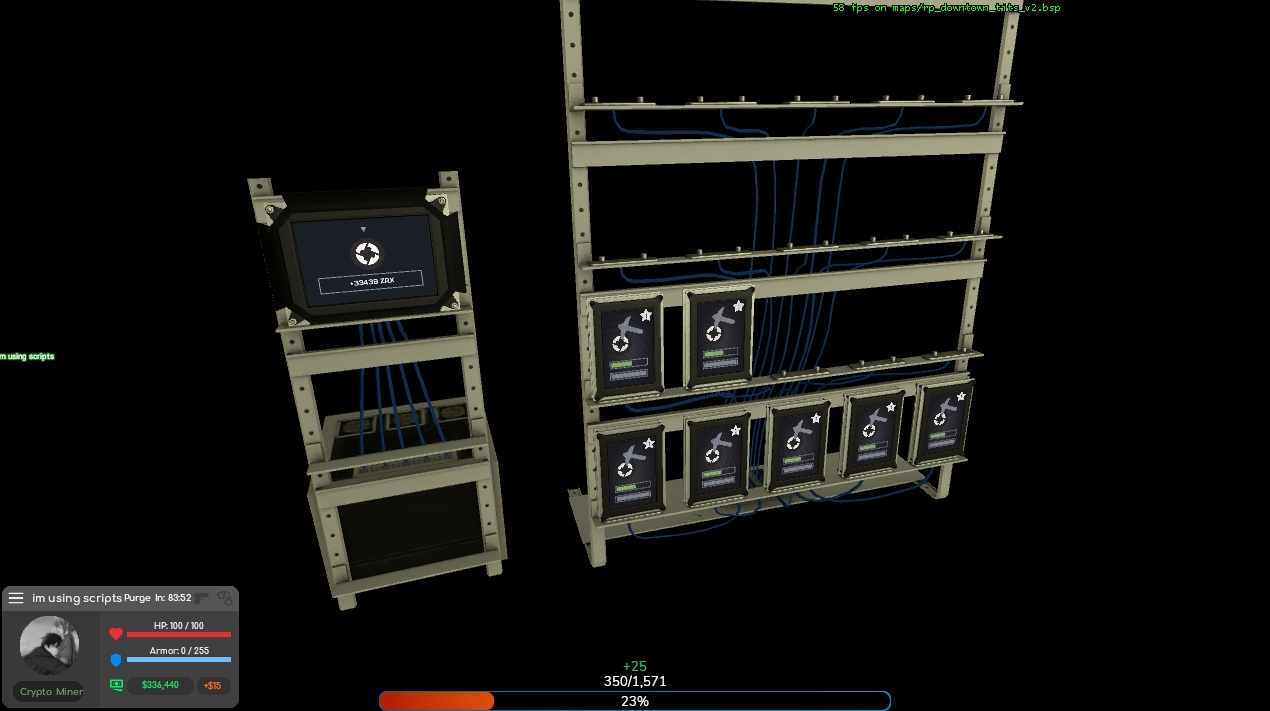 58 fps on maps/rp_downtown_tits_v2.bsp
+33438 ZRX
m using scripts
im using scripts Purge In: 83:52
HP: 100 / 100
Armor: 0 / 255
$336,440 +$15
Crypto Miner
+25
350/1,571
23%